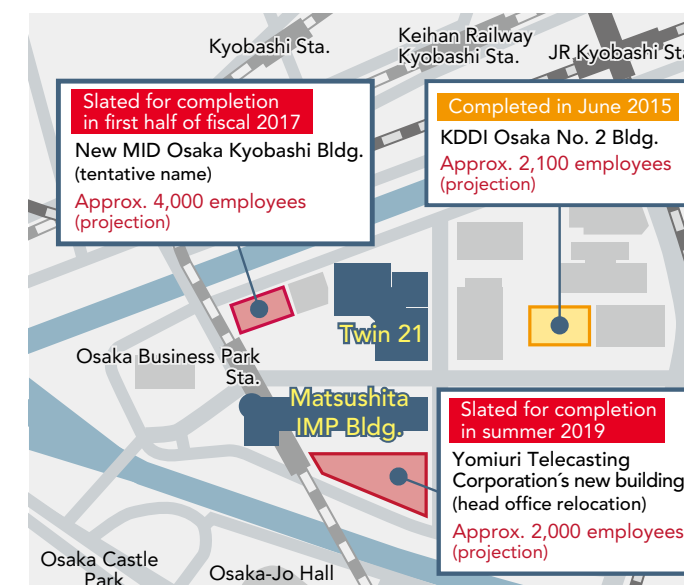 Kyobashi Sta.
Keihan Railway
Kyobashi Sta.
JR Kyobashi Sta
Slated for completion
in first half of fiscal 2017
New MID Osaka Kyobashi Bldg.
(tentative name)
Approx. 4,000 employees
(projection)
Completed in June 2015
KDDI Osaka No. 2 Bldg.
Approx. 2,100 employees
(projection)
Twin 21
Osaka Business Park
Sta.
Matsushita
IMP Bldg.
Slated for completion
in summer 2019
Yomiuri Telecasting
Corporation´s new building
(head office relocation)
Approx. 2,000 employees
(projection)
Osaka Castle
Park
Osaka-Jo Hall